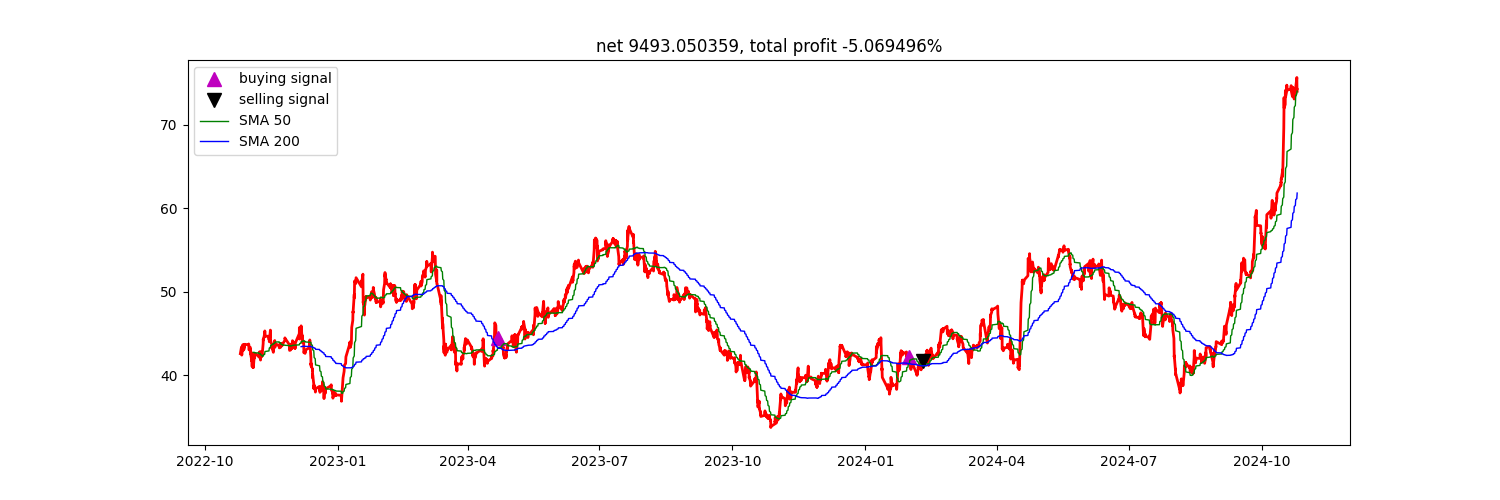 net 9493.050359, total profit -5.069496%
buying signal
selling signal
SMA 50
SMA 200
70
60
50
40
2022-10 2023-01 2023-04 2023-07 2023-10 2024-01 2024-04 2024-07 2024-10